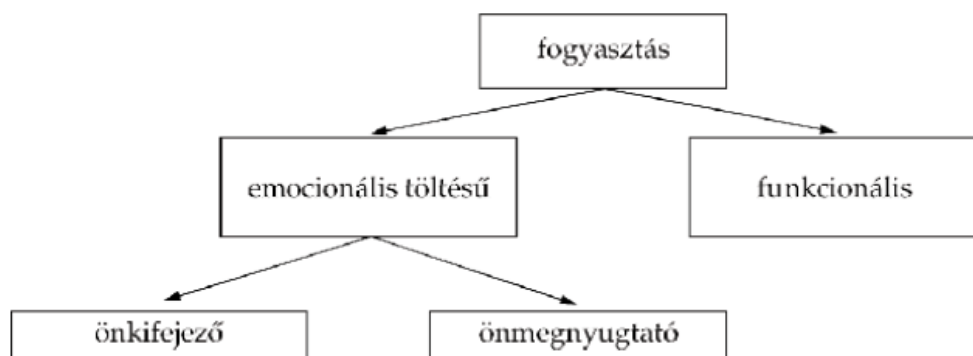 fogyasztás
emocionális töltésű
funkcionális
önkifejező
önmegnyugtató